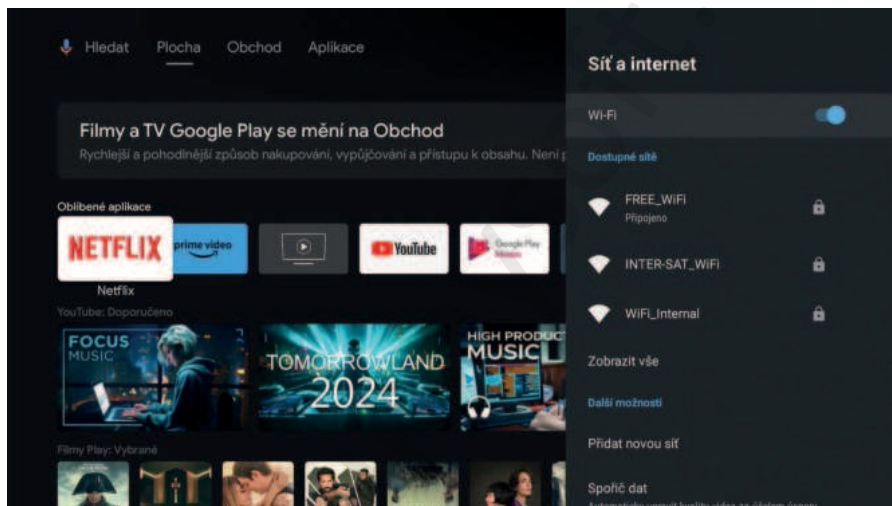 Hledat Plocha Obchod Aplikace
Filmy a TV Google Play se mění na Obchod
Rychlejší a pohodlnější způsob nakupování, vypůjčování a přístupu k obsahu. Není
Oblíbené aplikace
NETFLIX
prime video
YouTube
Google Play
Netflix
YouTube: Doporučeno
FOCUS
MUSIC
TOMORROWLAND
2024
HIGH PRODUC
MUSIC
Filmy Play: Vybrané
Síť a internet
Wi-Fi
Dostupné sítě
FREE_WiFi
Připojeno
INTER-SAT_WiFi
WiFi_Internal
Zobrazit vše
Další možnosti
Přidat novou síť
Spořič dat